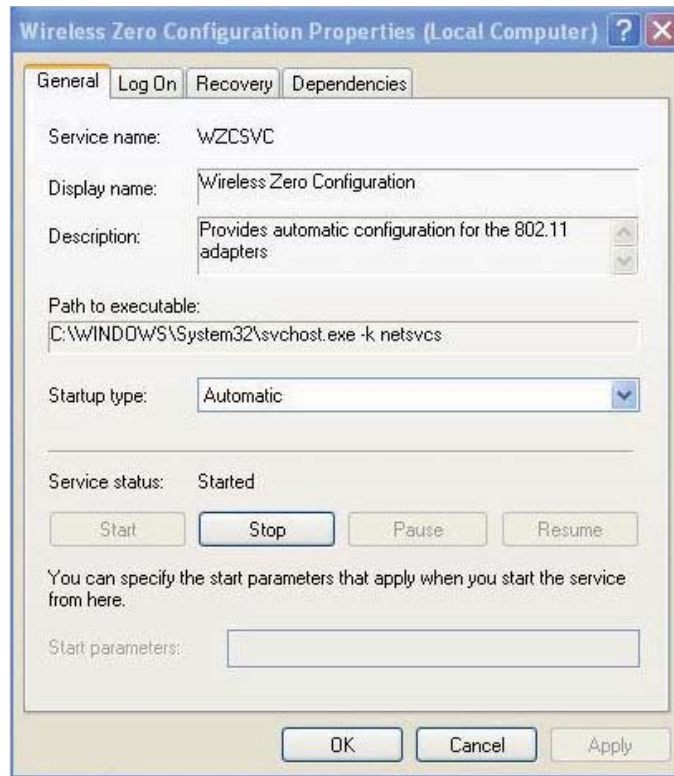 Wireless Zero Configuration Properties (Local Computer)
General Log On Recovery Dependencies
Service name: WZCSVC
Display name: Wireless Zero Configuration
Description: Provides automatic configuration for the 802.11
adapters
Path to executable:
C:\WINDOWS\System32\svchost.exe -k netsvcs
Startup type: Automatic
Service status: Started
Start Stop Pause Resume
You can specify the start parameters that apply when you start the service
from here.
Start parameters:
OK Cancel Apply